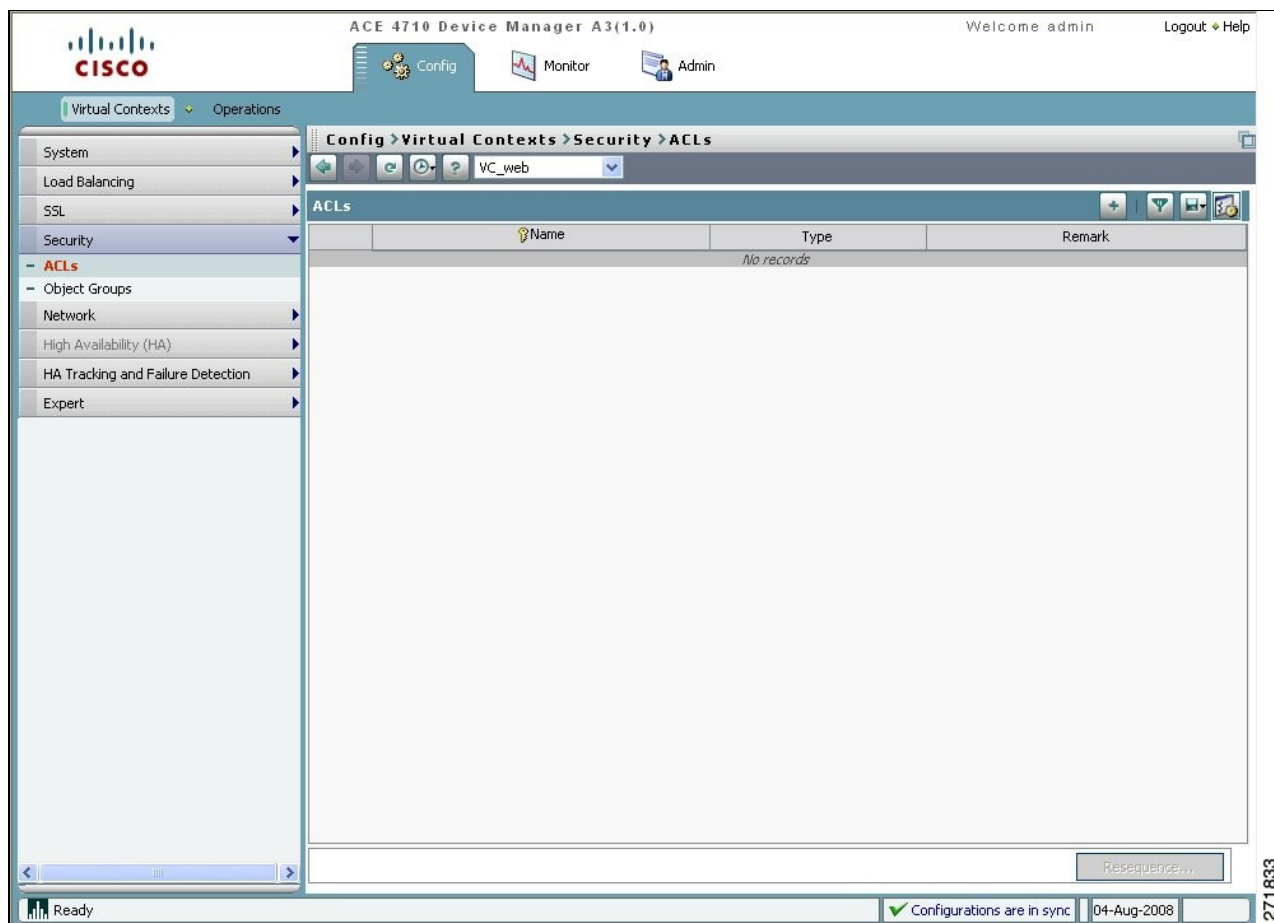 ACE 4710 Device Manager A3(1.0)
Welcome admin
Logout
Help
CISCO
Config
Monitor
Admin
Virtual Contexts
Operations
Config > Virtual Contexts > Security > ACLs
VC_web
System
Load Balancing
SSL
Security
ACLs
Object Groups
Network
High Availability (HA)
HA Tracking and Failure Detection
Expert
ACLs
Name
Type
Remark
No records
Resequence...
Ready
Configurations are in sync
04-Aug-2008
271833